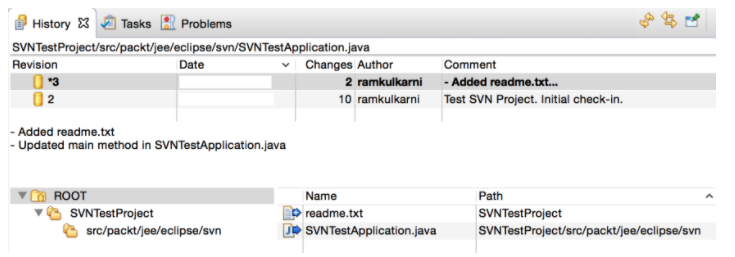 History Tasks Problems
SVNTestProject/src/packt/jee/eclipse/svn/SVNTestApplication.java
Revision Date Changes Author Comment
*3 2 ramkulkarni - Added readme.txt...
2 10 ramkulkarni Test SVN Project. Initial check-in.
- Added readme.txt
- Updated main method in SVNTestApplication.java
ROOT Name Path
SVNTestProject readme.txt SVNTestProject
src/packt/jee/eclipse/svn SVNTestApplication.java SVNTestProject/src/packt/jee/eclipse/svn